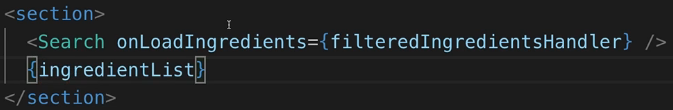 <section>
<Search onLoadIngredients={filteredIngredientsHandler} />
{ingredientList}
</section>